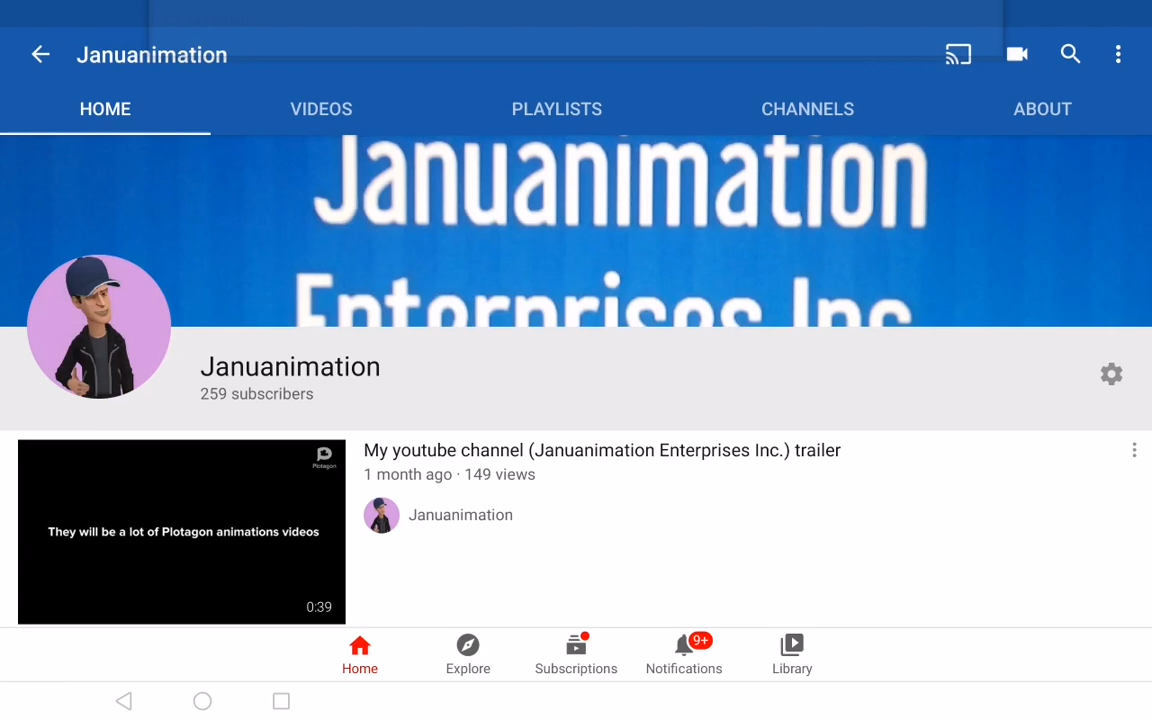 Januanimation
HOME VIDEOS PLAYLISTS CHANNELS ABOUT
Januanimation
Enterprises Inc.
Januanimation
259 subscribers
Plotagon
They will be a lot of Plotagon animations videos
0:39
My youtube channel (Januanimation Enterprises Inc.) trailer
1 month ago · 149 views
Januanimation
9+
Home Explore Subscriptions Notifications Library